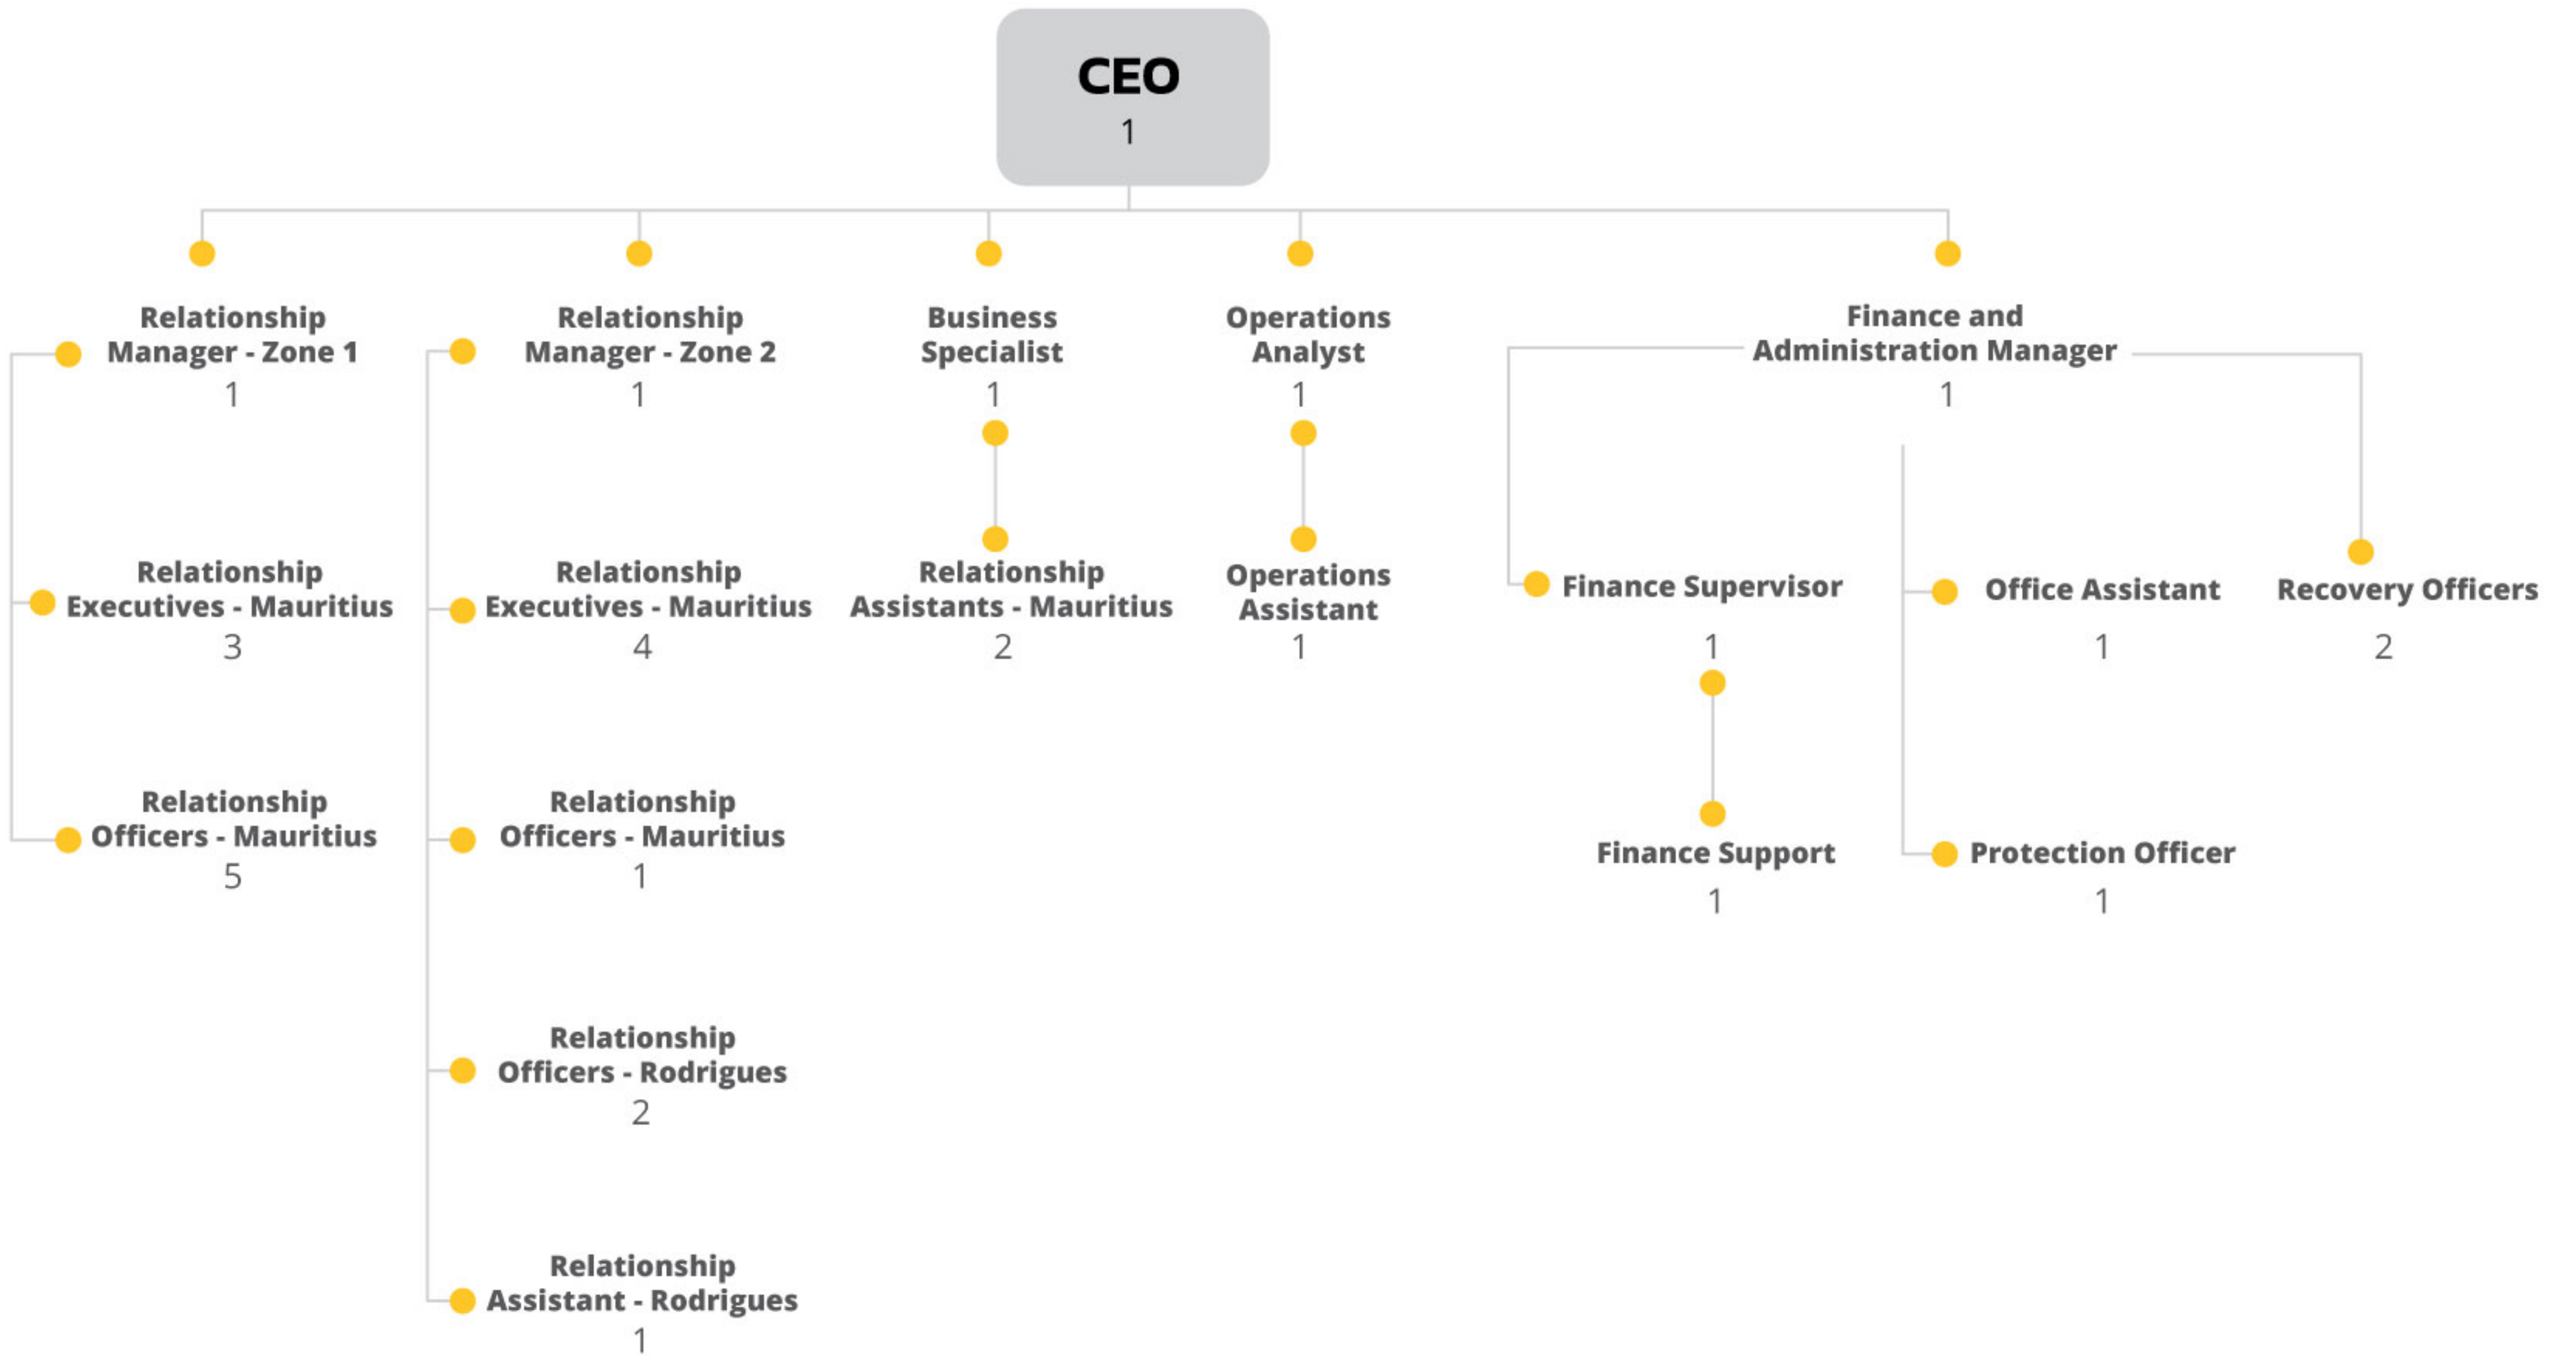 CEO
1
Relationship
Manager - Zone 1
1
Relationship
Manager - Zone 2
1
Business
Specialist
1
Operations
Analyst
1
Finance and
Administration Manager
1
Relationship
Executives - Mauritius
3
Relationship
Executives - Mauritius
4
Relationship
Assistants - Mauritius
2
Operations
Assistant
1
Finance Supervisor
1
Office Assistant
1
Recovery Officers
2
Relationship
Officers - Mauritius
5
Relationship
Officers - Mauritius
1
Finance Support
1
Protection Officer
1
Relationship
Officers - Rodrigues
2
Relationship
Assistant - Rodrigues
1